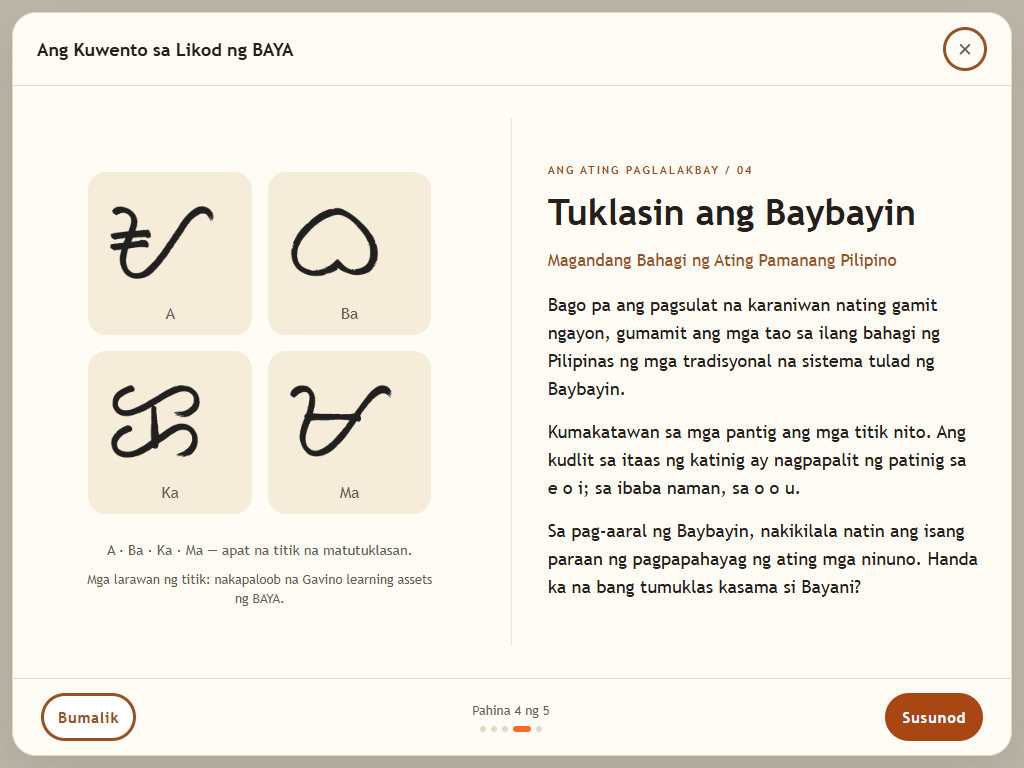 Ang Kuwento sa Likod ng BAYA
ᜀ
A
ᜊ
Ba
ᜃ
Ka
ᜋ
Ma
A · Ba · Ka · Ma — apat na titik na matutuklasan.
Mga larawan ng titik: nakapaloob na Gavino learning assets
ng BAYA.
ANG ATING PAGLALAKBAY / 04
Tuklasin ang Baybayin
Magandang Bahagi ng Ating Pamanang Pilipino
Bago pa ang pagsulat na karaniwan nating gamit
ngayon, gumamit ang mga tao sa ilang bahagi ng
Pilipinas ng mga tradisyonal na sistema tulad ng
Baybayin.
Kumakatawan sa mga pantig ang mga titik nito. Ang
kudlit sa itaas ng katinig ay nagpapalit ng patinig sa
e o i; sa ibaba naman, sa o o u.
Sa pag-aaral ng Baybayin, nakikilala natin ang isang
paraan ng pagpapahayag ng ating mga ninuno. Handa
ka na bang tumuklas kasama si Bayani?
Bumalik
Pahina 4 ng 5
Susunod